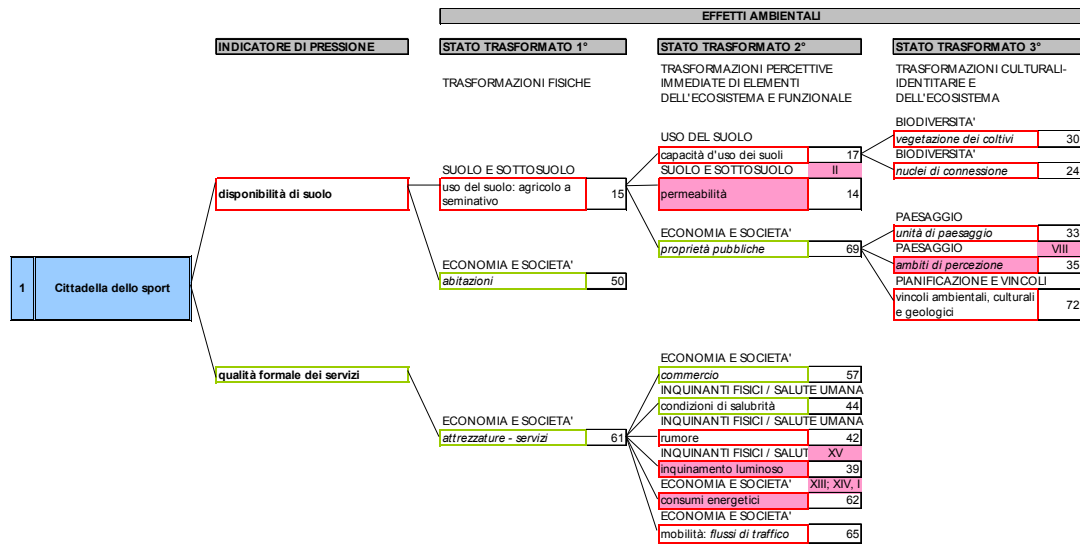 EFFETTI AMBIENTALI
INDICATORE DI PRESSIONE
STATO TRASFORMATO 1°
STATO TRASFORMATO 2°
STATO TRASFORMATO 3°
TRASFORMAZIONI FISICHE
TRASFORMAZIONI PERCETTIVE
IMMEDIATE DI ELEMENTI
DELL'ECOSISTEMA E FUNZIONALE
TRASFORMAZIONI CULTURALI-
IDENTITARIE E
DELL'ECOSISTEMA
1 Cittadella dello sport
disponibilità di suolo
SUOLO E SOTTOSUOLO
uso del suolo: agricolo a
seminativo 15
USO DEL SUOLO
capacità d'uso dei suoli 17
BIODIVERSITA'
vegetazione dei coltivi 30
BIODIVERSITA'
nuclei di connessione 24
SUOLO E SOTTOSUOLO II
permeabilità 14
ECONOMIA E SOCIETA'
proprietà pubbliche 69
PAESAGGIO
unità di paesaggio 33
PAESAGGIO VIII
ambiti di percezione 35
PIANIFICAZIONE E VINCOLI
vincoli ambientali, culturali
e geologici 72
ECONOMIA E SOCIETA'
abitazioni 50
qualità formale dei servizi
ECONOMIA E SOCIETA'
attrezzature - servizi 61
ECONOMIA E SOCIETA'
commercio 57
INQUINANTI FISICI / SALUTE UMANA
condizioni di salubrità 44
INQUINANTI FISICI / SALUTE UMANA
rumore 42
INQUINANTI FISICI / SALUT XV
inquinamento luminoso 39
ECONOMIA E SOCIETA' XIII; XIV, I
consumi energetici 62
ECONOMIA E SOCIETA'
mobilità: flussi di traffico 65